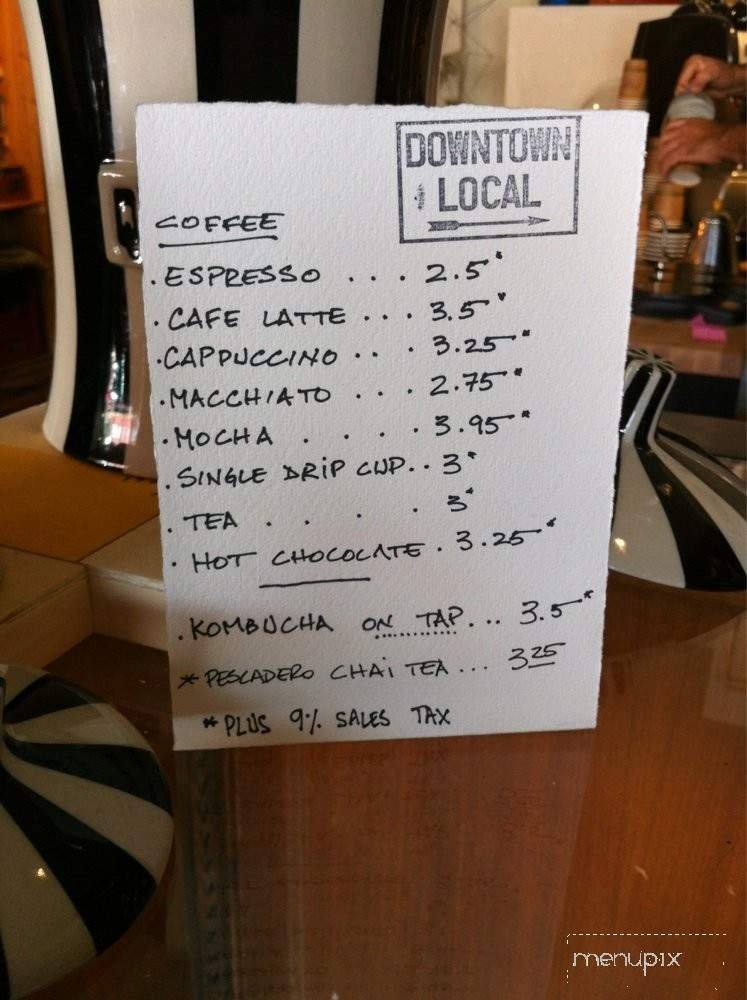 DOWNTOWN
LOCAL
COFFEE
. ESPRESSO . . . 2.5*
. CAFE LATTE . . . 3.5*
. CAPPUCCINO . . . 3.25*
. MACCHIATO . . . 2.75*
. MOCHA . . . . 3.95*
. SINGLE DRIP CUP. . 3*
. TEA . . . . 3*
. HOT CHOCOLATE . 3.25*
. KOMBUCHA ON TAP... 3.5*
* PESCADERO CHAI TEA ... 3 25
* PLUS 9% SALES TAX
menupix